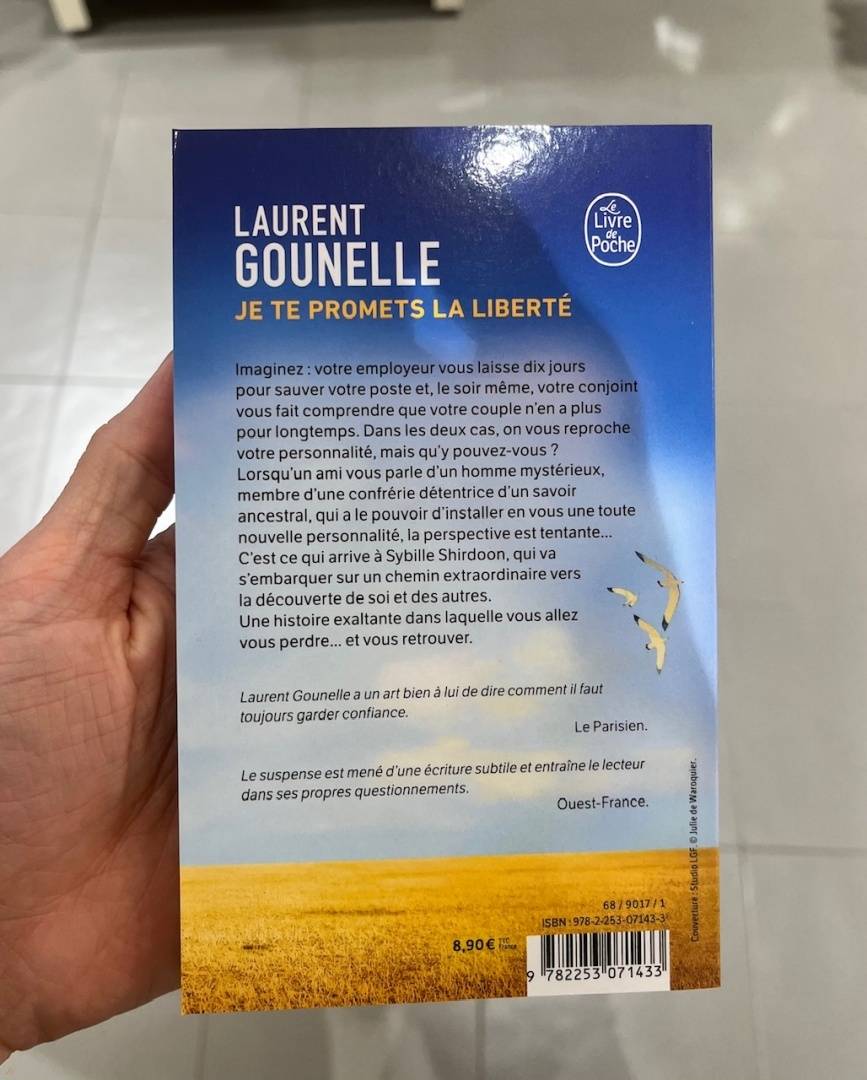 LAURENT
GOUNELLE
JE TE PROMETS LA LIBERTÉ
Le
Livre
de
Poche
Imaginez : votre employeur vous laisse dix jours
pour sauver votre poste et, le soir même, votre conjoint
vous fait comprendre que votre couple n'en a plus
pour longtemps. Dans les deux cas, on vous reproche
votre personnalité, mais qu'y pouvez-vous ?
Lorsqu'un ami vous parle d'un homme mystérieux,
membre d'une confrérie détentrice d'un savoir
ancestral, qui a le pouvoir d'installer en vous une toute
nouvelle personnalité, la perspective est tentante...
C'est ce qui arrive à Sybille Shirdoon, qui va
s'embarquer sur un chemin extraordinaire vers
la découverte de soi et des autres.
Une histoire exaltante dans laquelle vous allez
vous perdre... et vous retrouver.
Laurent Gounelle a un art bien à lui de dire comment il faut
toujours garder confiance.
Le Parisien.
Le suspense est mené d'une écriture subtile et entraîne le lecteur
dans ses propres questionnements.
Ouest-France.
Couverture : Studio LGF. © Julie de Waroquier.
68 / 9017 / 1
ISBN : 978-2-253-07143-3
8,90 € TTC
France
9 782253 071433